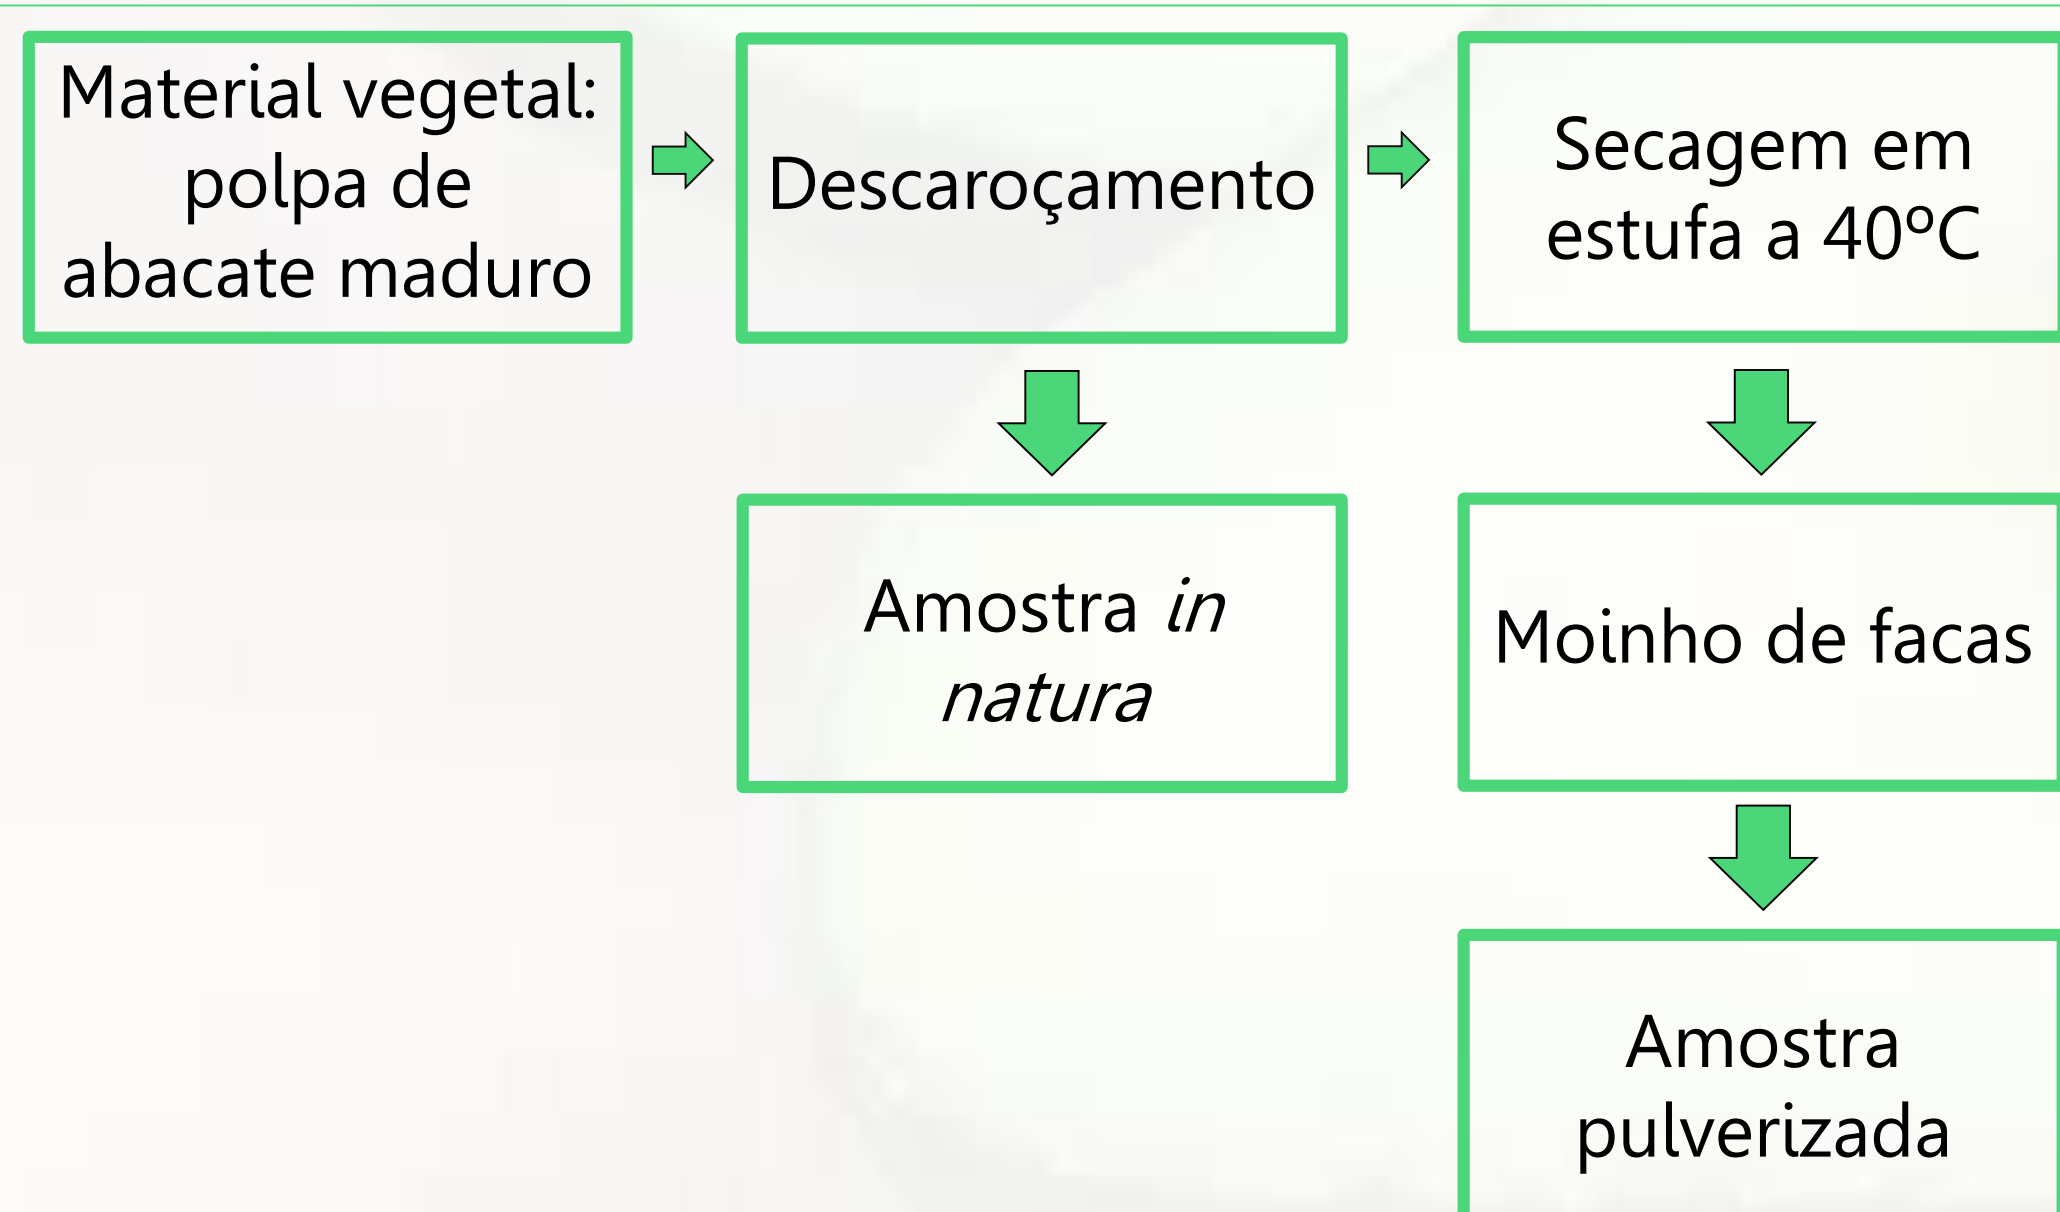 Material vegetal:
polpa de
abacate maduro
Descaroçamento
Secagem em
estufa a 40ºC
Amostra in
natura
Moinho de facas
Amostra
pulverizada